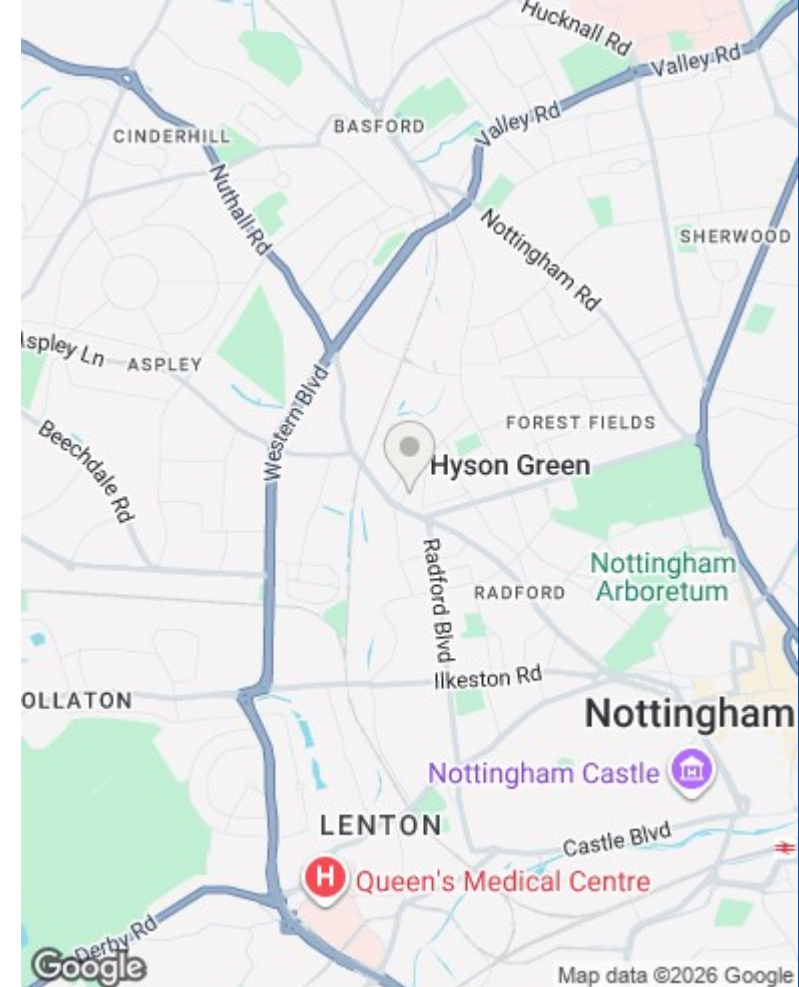 Hucknall Rd
Valley Rd
BASFORD
CINDERHILL
Valley Rd
Nuthall Rd
Nottingham Rd
SHERWOOD
Aspley Ln
ASPLEY
Western Blvd
FOREST FIELDS
Beechdale Rd
Hyson Green
Nottingham
Arboretum
Radford Blvd
RADFORD
Ilkeston Rd
OLLATON
Nottingham
Nottingham Castle
LENTON
Castle Blvd
H
Queen's Medical Centre
Derby Rd
Google
Map data ©2026 Google